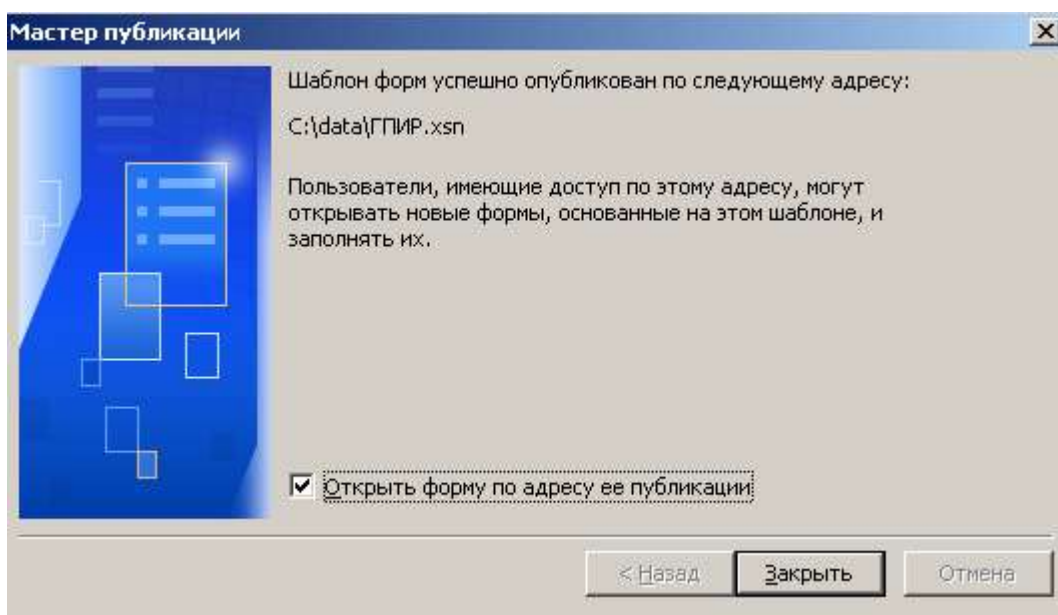 Мастер публикации
Шаблон форм успешно опубликован по следующему адресу:
C:\data\ГПИР.xsn
Пользователи, имеющие доступ по этому адресу, могут
открывать новые формы, основанные на этом шаблоне, и
заполнять их.
Открыть форму по адресу ее публикации
< Назад Закрыть Отмена